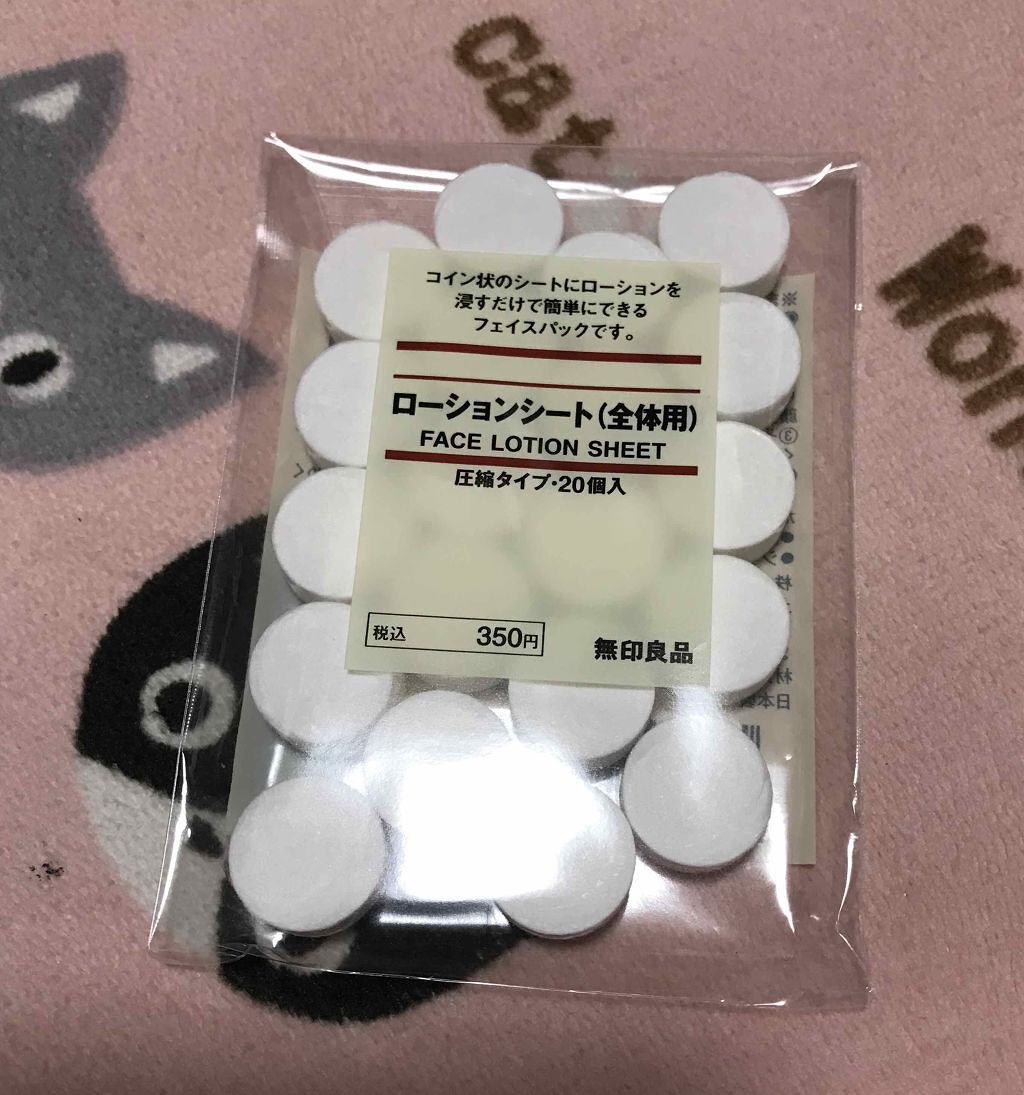 cat
コイン状のシートにローションを
浸すだけで簡単にできる
フェイスパックです。
ローションシート(全体用)
FACE LOTION SHEET
圧縮タイプ・20個入
税込 350円
無印良品